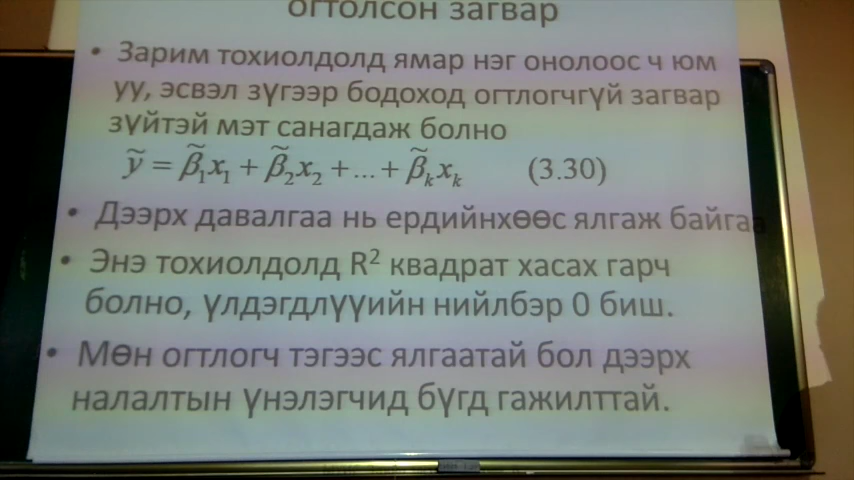 огтолсон загвар
• Зарим тохиолдолд ямар нэг онолоос ч юм
уу, эсвэл зүгээр бодоход огтлогчгүй загвар
зүйтэй мэт санагдаж болно
ỹ = β̃₁x₁ + β̃₂x₂ + ... + β̃ₖxₖ (3.30)
• Дээрх давалгаа нь ердийнхөөс ялгаж байгаа
• Энэ тохиолдолд R² квадрат хасах гарч
болно, үлдэгдлүүийн нийлбэр 0 биш.
• Мөн огтлогч тэгээс ялгаатай бол дээрх
налалтын үнэлэгчид бүгд гажилттай.